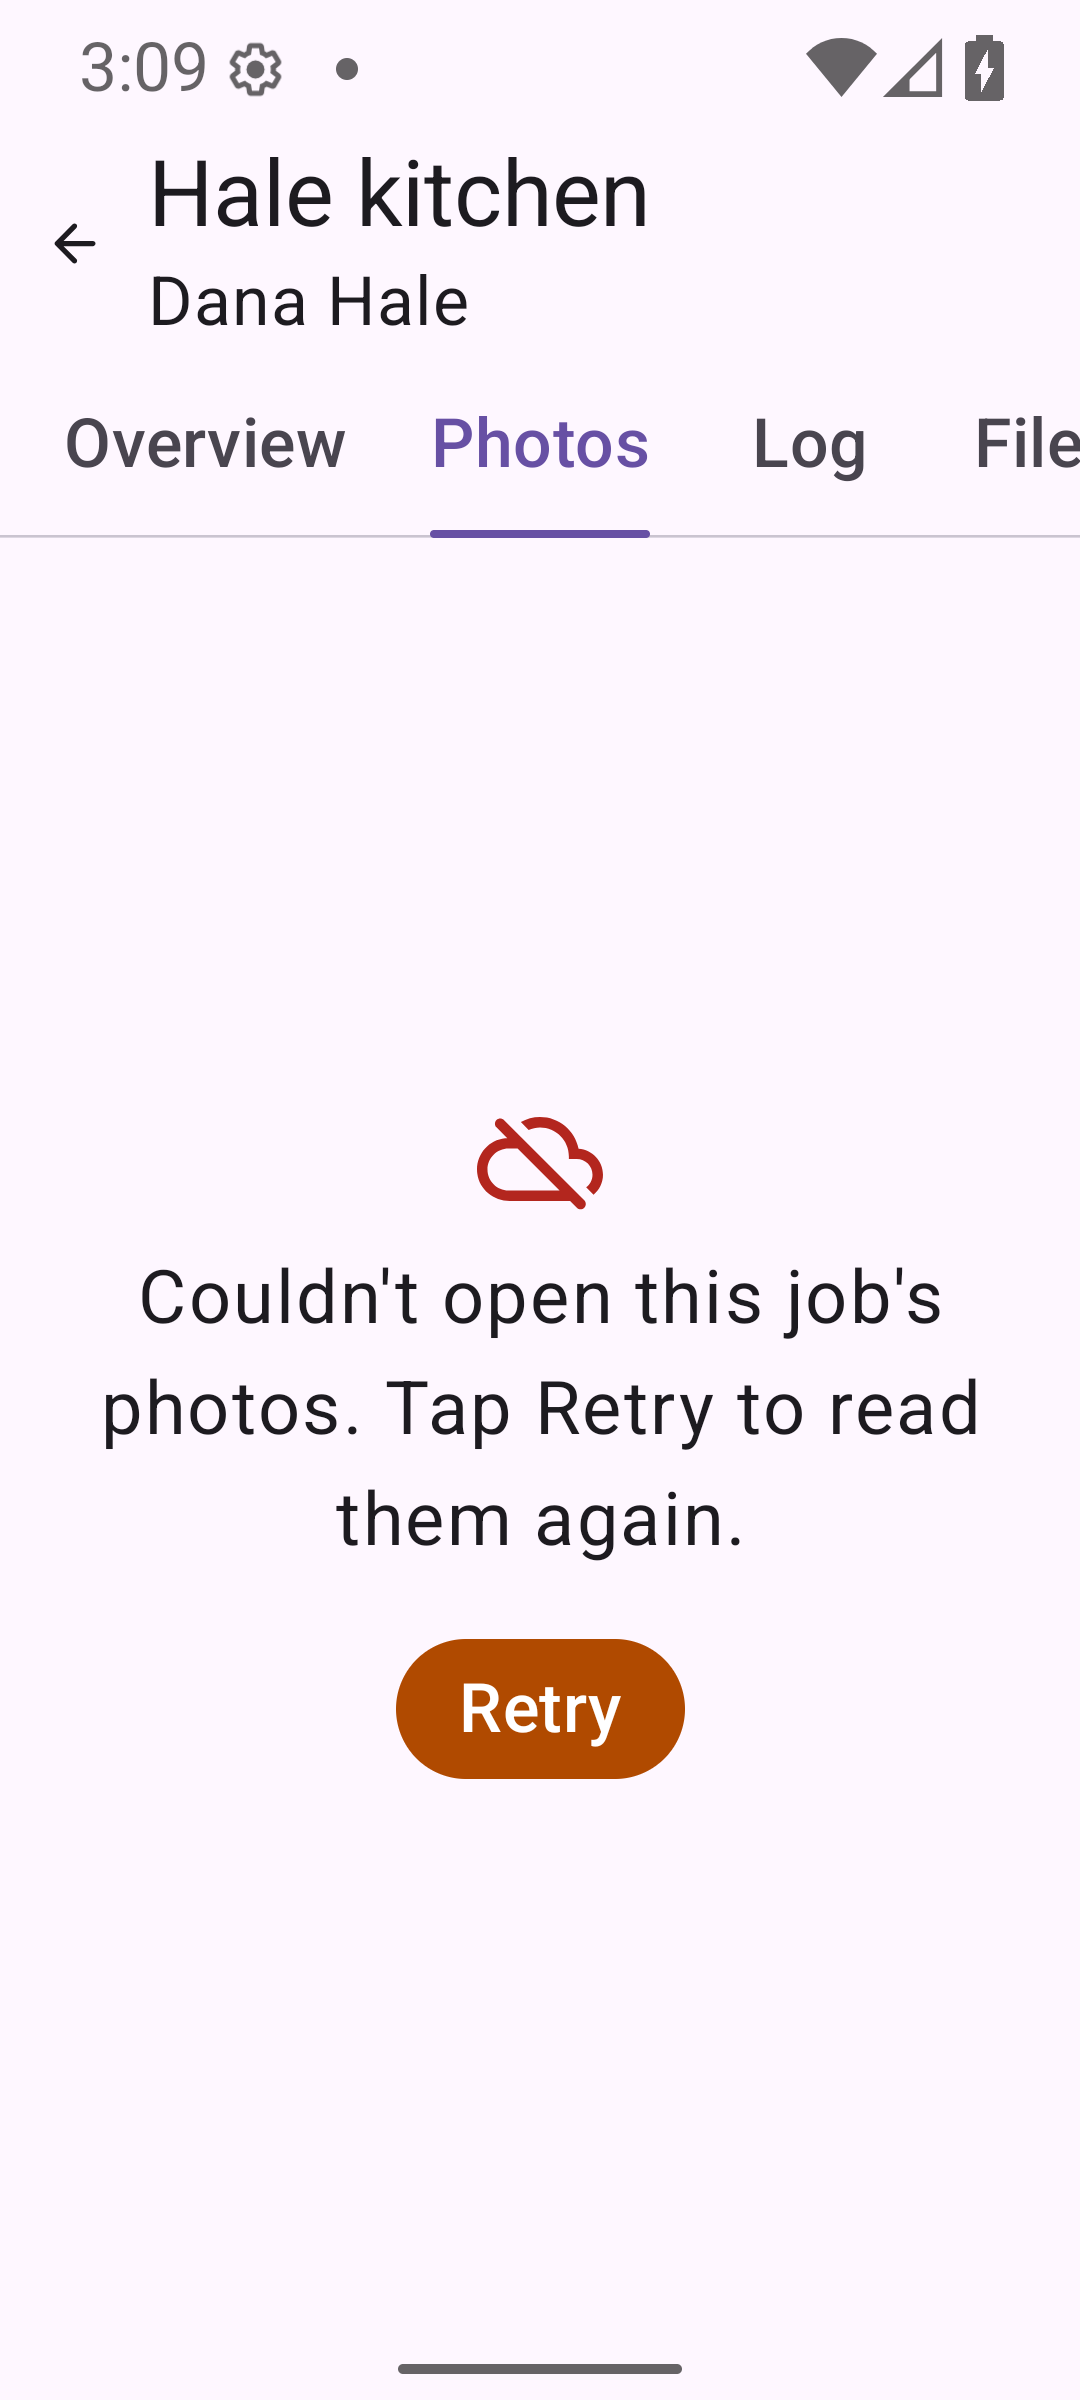 3:09
Hale kitchen
Dana Hale
Overview Photos Log File
Couldn't open this job's
photos. Tap Retry to read
them again.
Retry